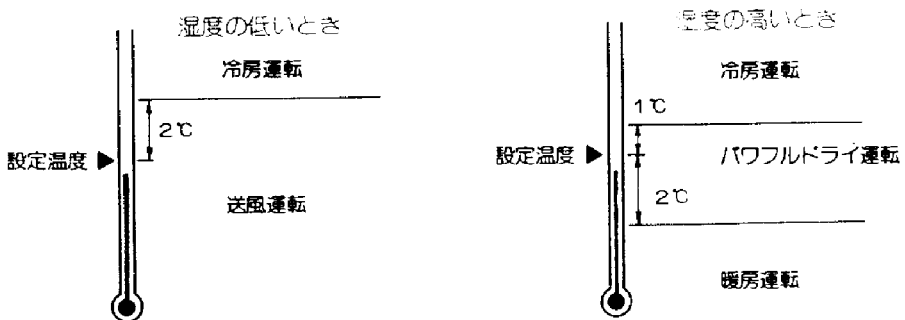 湿度の低いとき
冷房運転
2℃
設定温度
送風運転
湿度の高いとき
冷房運転
1℃
設定温度
パワフルドライ運転
2℃
暖房運転